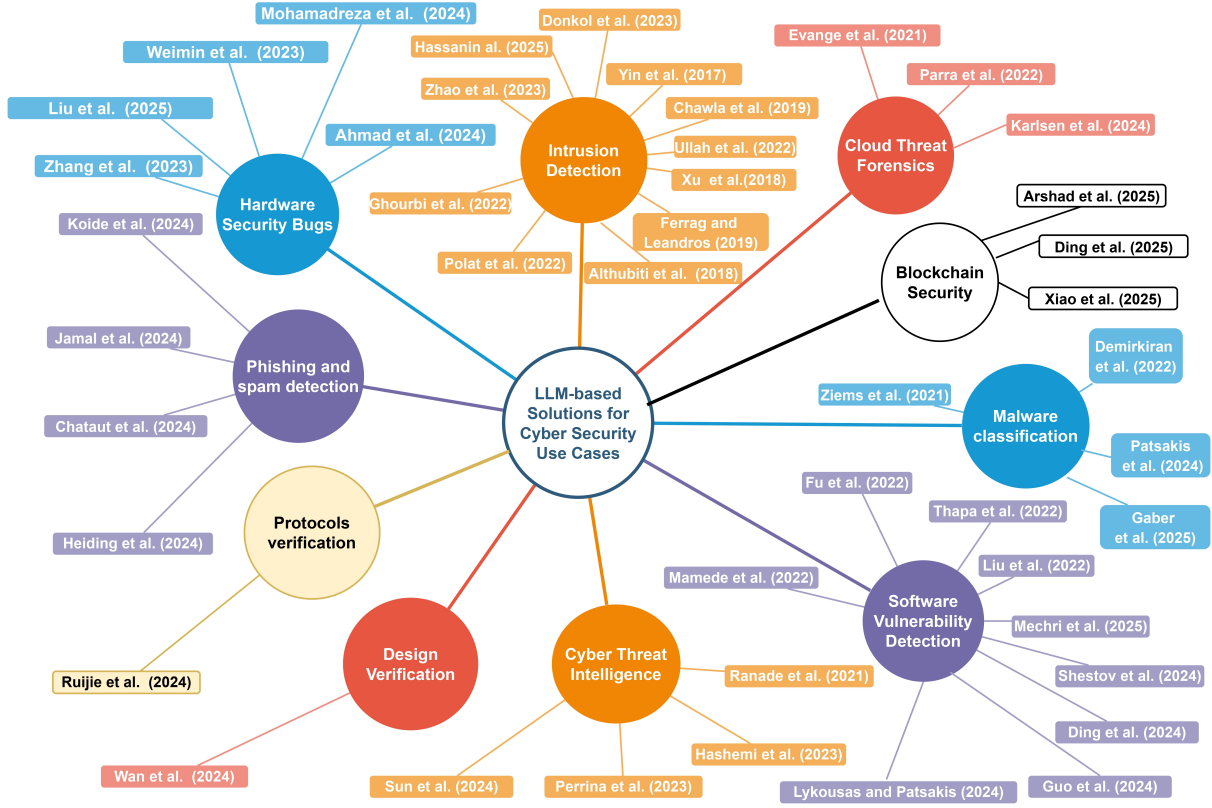 Mohamadreza et al.  (2024)
Weimin et al.  (2023)
Liu et al.   (2025)
Ahmad et al.  (2024)
Zhang et al.  (2023)
Hardware
Security Bugs
Donkol et al. (2023)
Hassanin al. (2025)
Yin et al. (2017)
Zhao et al. (2023)
Chawla et al. (2019)
Ullah et al. (2022)
Xu  et al.(2018)
Intrusion
Detection
Ghourbi et al. (2022)
Ferrag and
Leandros (2019)
Polat et al. (2022)
Althubiti et al.  (2018)
Evange et al. (2021)
Parra et al. (2022)
Karlsen et al. (2024)
Cloud Threat
Forensics
Arshad et al. (2025)
Ding et al. (2025)
Xiao et al. (2025)
Blockchain
Security
Koide et al. (2024)
Jamal et al. (2024)
Phishing and
spam detection
Chataut et al. (2024)
Heiding et al. (2024)
LLM-based
Solutions for
Cyber Security
Use Cases
Demirkiran
et al. (2022)
Ziems et al. (2021)
Malware
classification
Patsakis
et al. (2024)
Gaber
et al. (2025)
Protocols
verification
Ruijie et al.  (2024)
Design
Verification
Wan et al.  (2024)
Cyber Threat
Intelligence
Ranade et al. (2021)
Hashemi et al. (2023)
Sun et al. (2024)
Perrina et al. (2023)
Fu et al. (2022)
Thapa et al. (2022)
Liu et al. (2022)
Mamede et al. (2022)
Software
Vulnerability
Detection
Mechri et al. (2025)
Shestov et al. (2024)
Ding et al. (2024)
Guo et al. (2024)
Lykousas and Patsakis (2024)